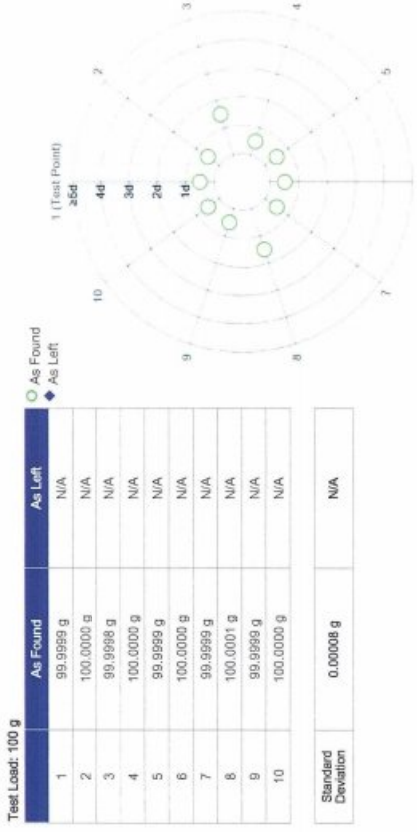 Test Load: 100 g
As Found As Left
1 99.9999 g N/A
2 100.0000 g N/A
3 99.9998 g N/A
4 100.0000 g N/A
5 99.9999 g N/A
6 100.0000 g N/A
7 99.9999 g N/A
8 100.0001 g N/A
9 99.9999 g N/A
10 100.0000 g N/A
Standard
Deviation
0.00008 g N/A
As Found
As Left
1 (Test Point)
≥5d
4d
3d
2d
1d
2
3
4
5
7
8
9
10